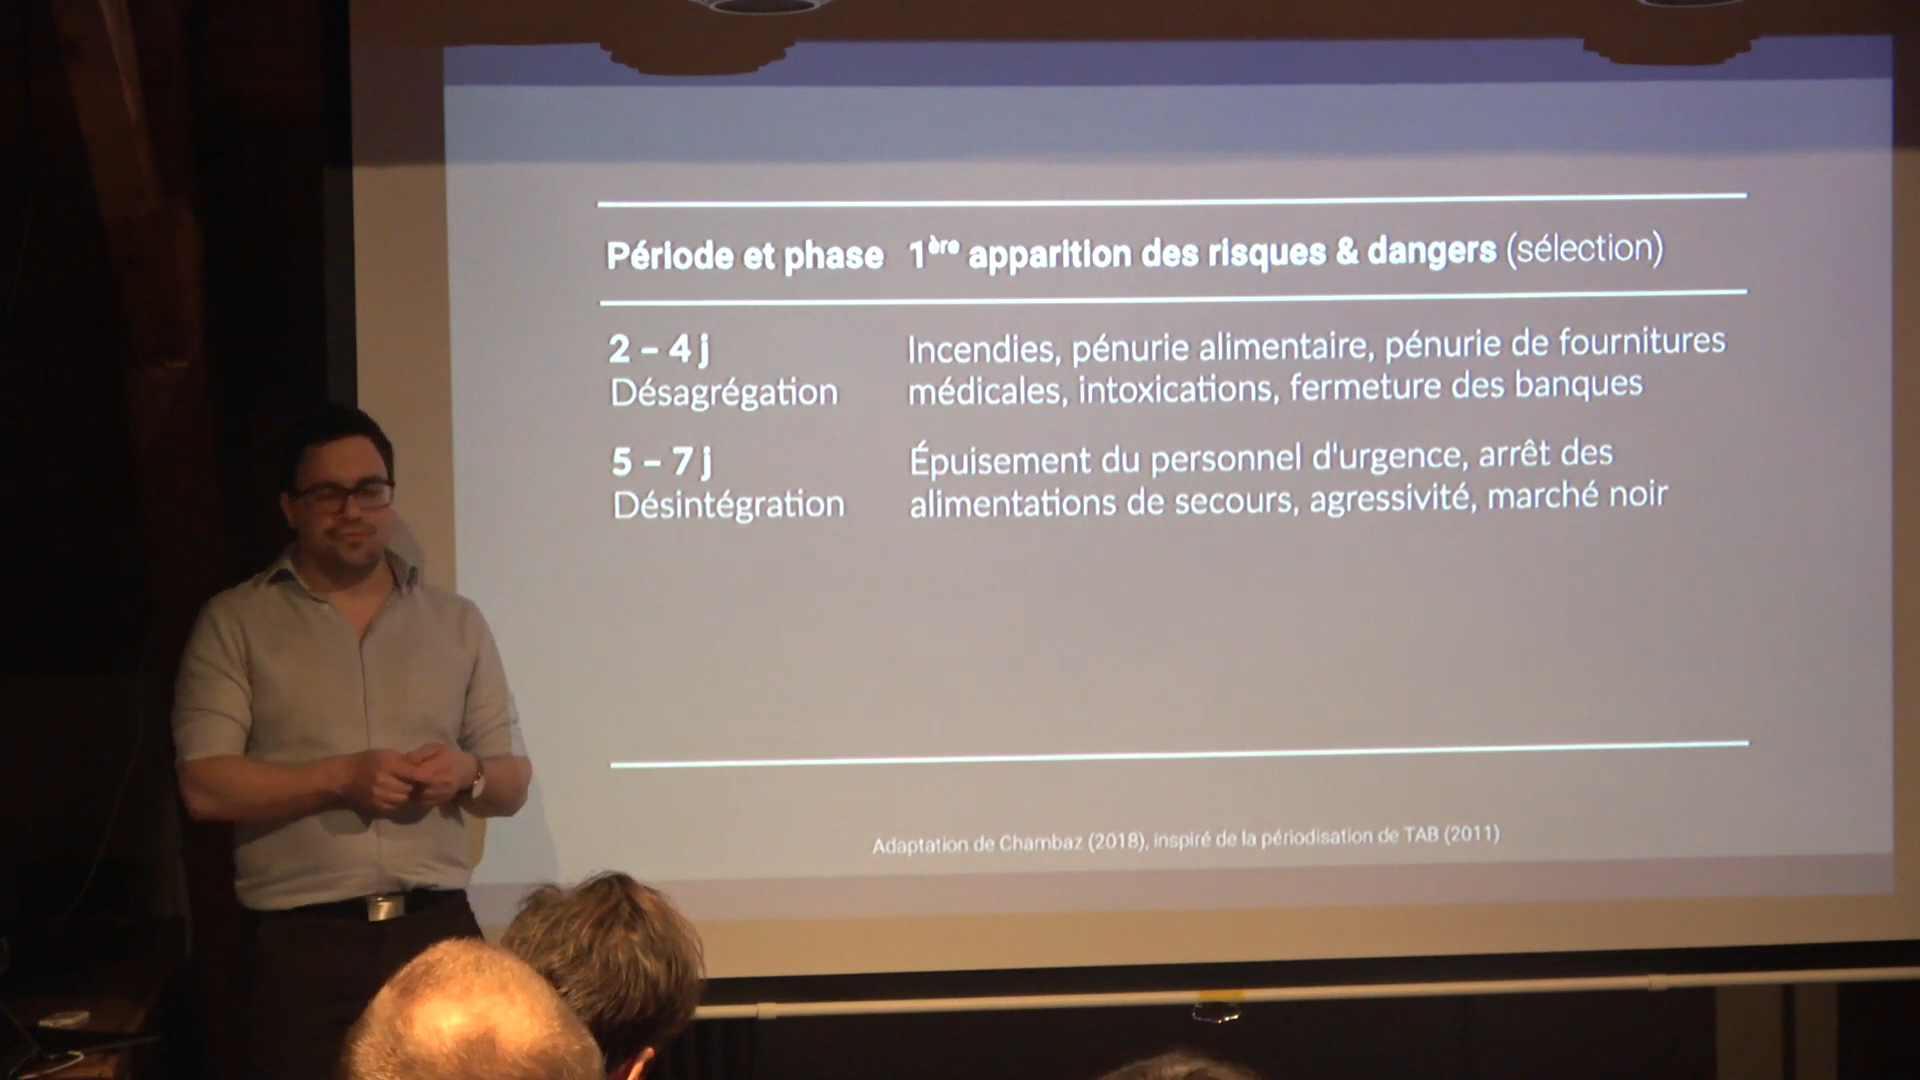 Période et phase 1ère apparition des risques & dangers (sélection)
2 – 4 j
Désagrégation
Incendies, pénurie alimentaire, pénurie de fournitures
médicales, intoxications, fermeture des banques
5 – 7 j
Désintégration
Épuisement du personnel d'urgence, arrêt des
alimentations de secours, agressivité, marché noir
Adaptation de Chambaz (2018), inspiré de la périodisation de TAB (2011)